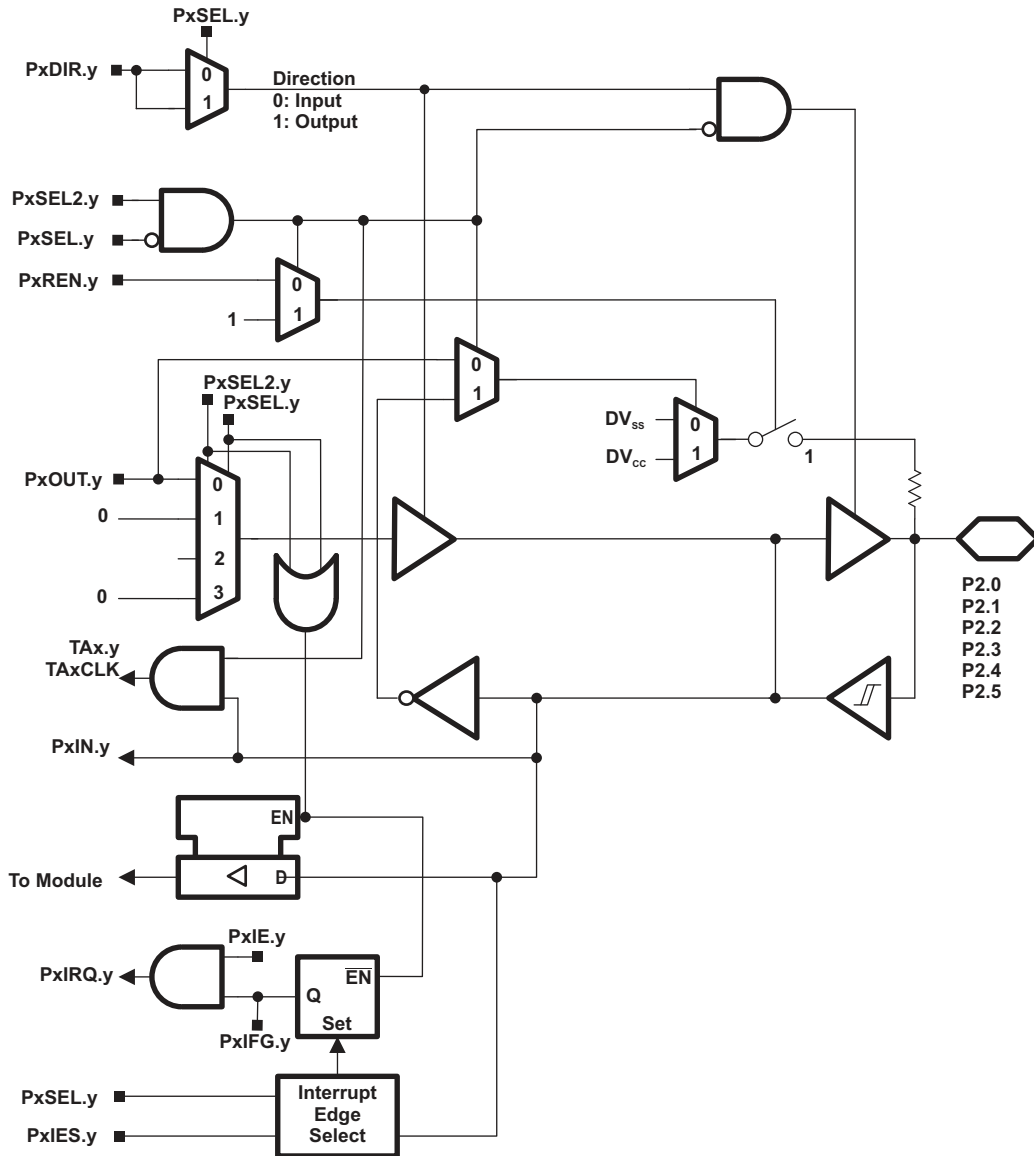 PxSEL.y
PxDIR.y
0
1
Direction
0: Input
1: Output
PxSEL2.y
PxSEL.y
PxREN.y
0
1
1
0
1
PxSEL2.y
PxSEL.y
DVSS
0
DVCC
1
1
PxOUT.y
0
0
1
2
0
3
P2.0
P2.1
P2.2
P2.3
P2.4
P2.5
TAx.y
TAxCLK
PxIN.y
EN
To Module
D
PxIE.y
PxIRQ.y
EN
Q
Set
PxIFG.y
PxSEL.y
PxIES.y
Interrupt
Edge
Select